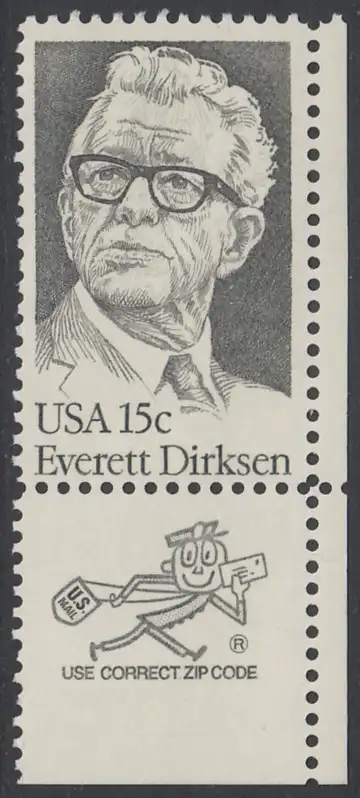 USA 15c
Everett Dirksen
U.S.
MAIL
®
USE CORRECT ZIP CODE